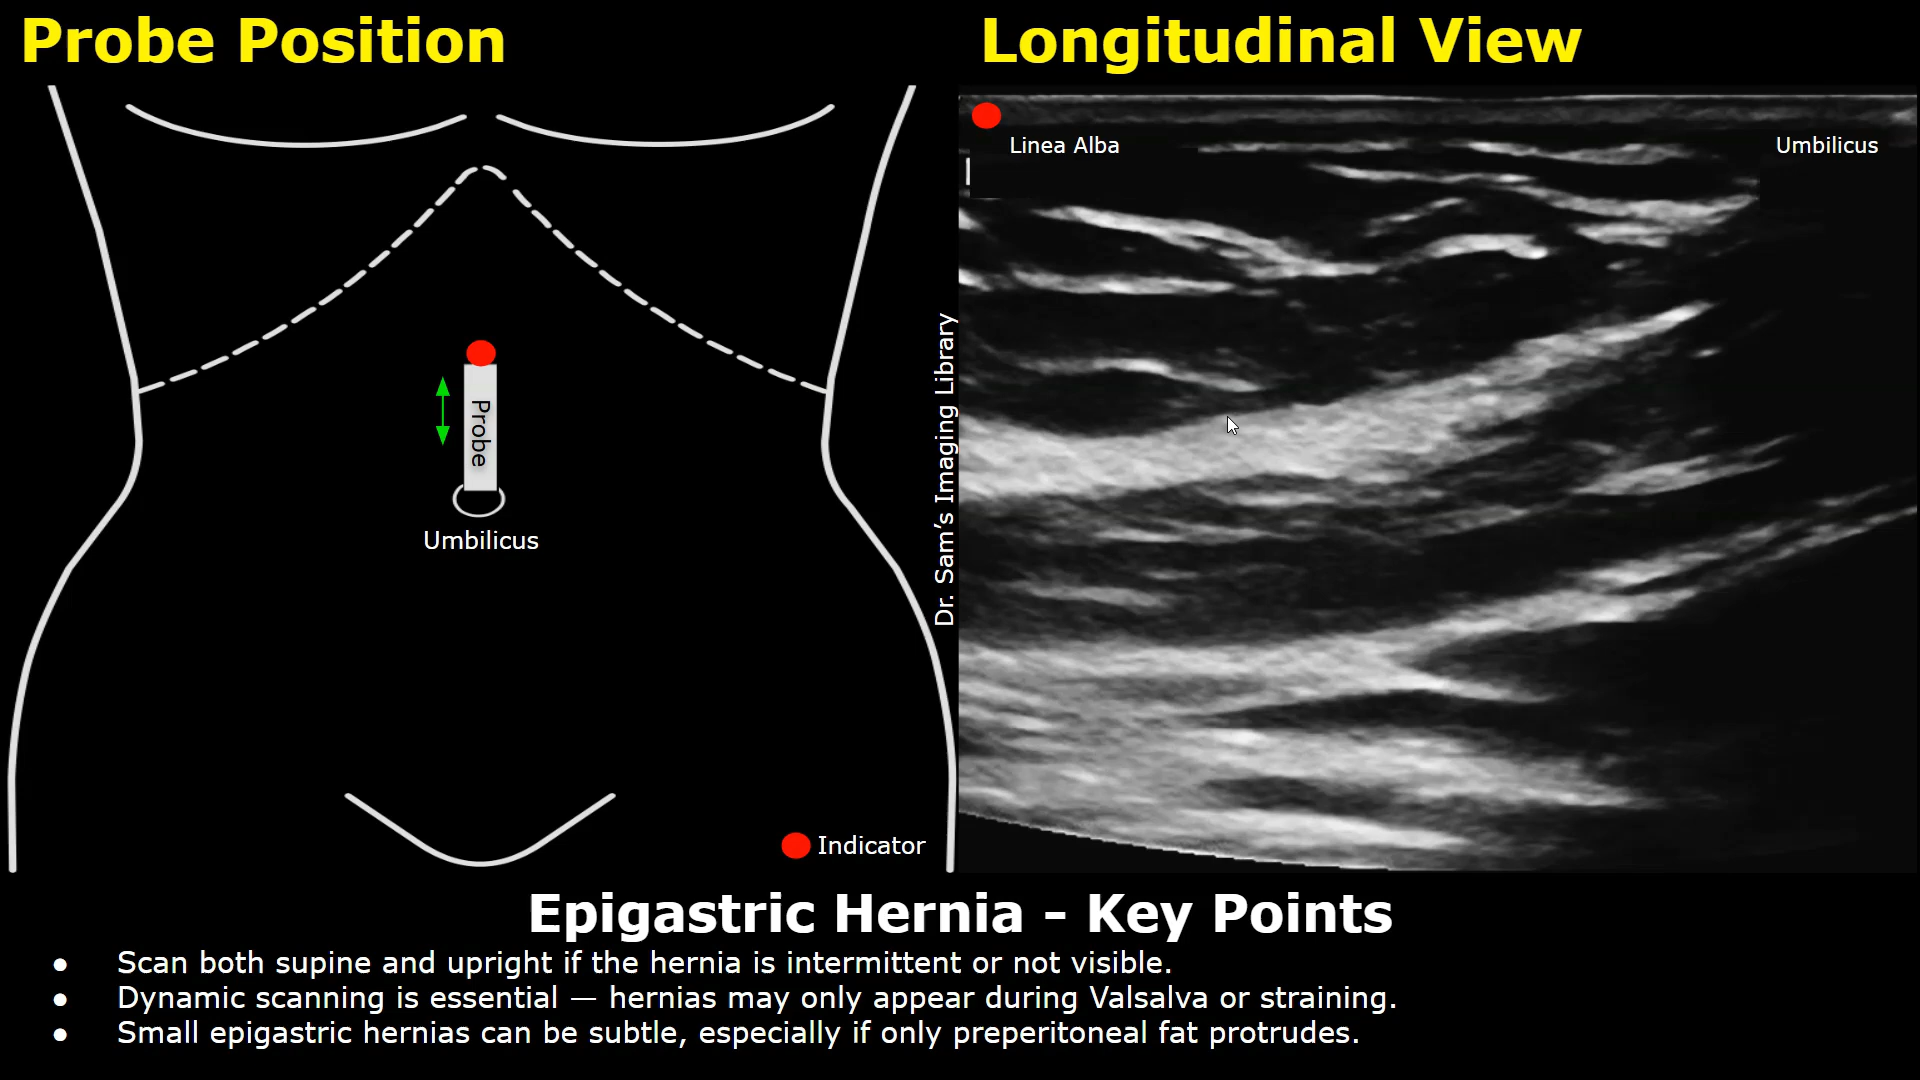 Probe Position
Longitudinal View
Linea Alba
Umbilicus
Probe
Umbilicus
Dr. Sam’s Imaging Library
Indicator
Epigastric Hernia – Key Points
● Scan both supine and upright if the hernia is intermittent or not visible.
● Dynamic scanning is essential — hernias may only appear during Valsalva or straining.
● Small epigastric hernias can be subtle, especially if only preperitoneal fat protrudes.